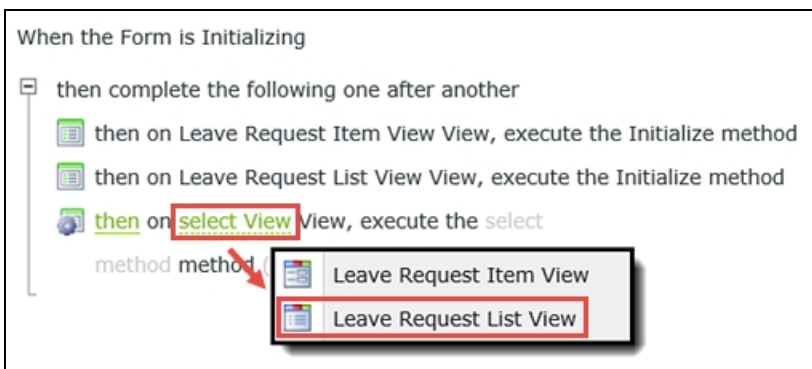 When the Form is Initializing
then complete the following one after another
then on Leave Request Item View View, execute the Initialize method
then on Leave Request List View View, execute the Initialize method
then on select View View, execute the select
method method (
Leave Request Item View
Leave Request List View